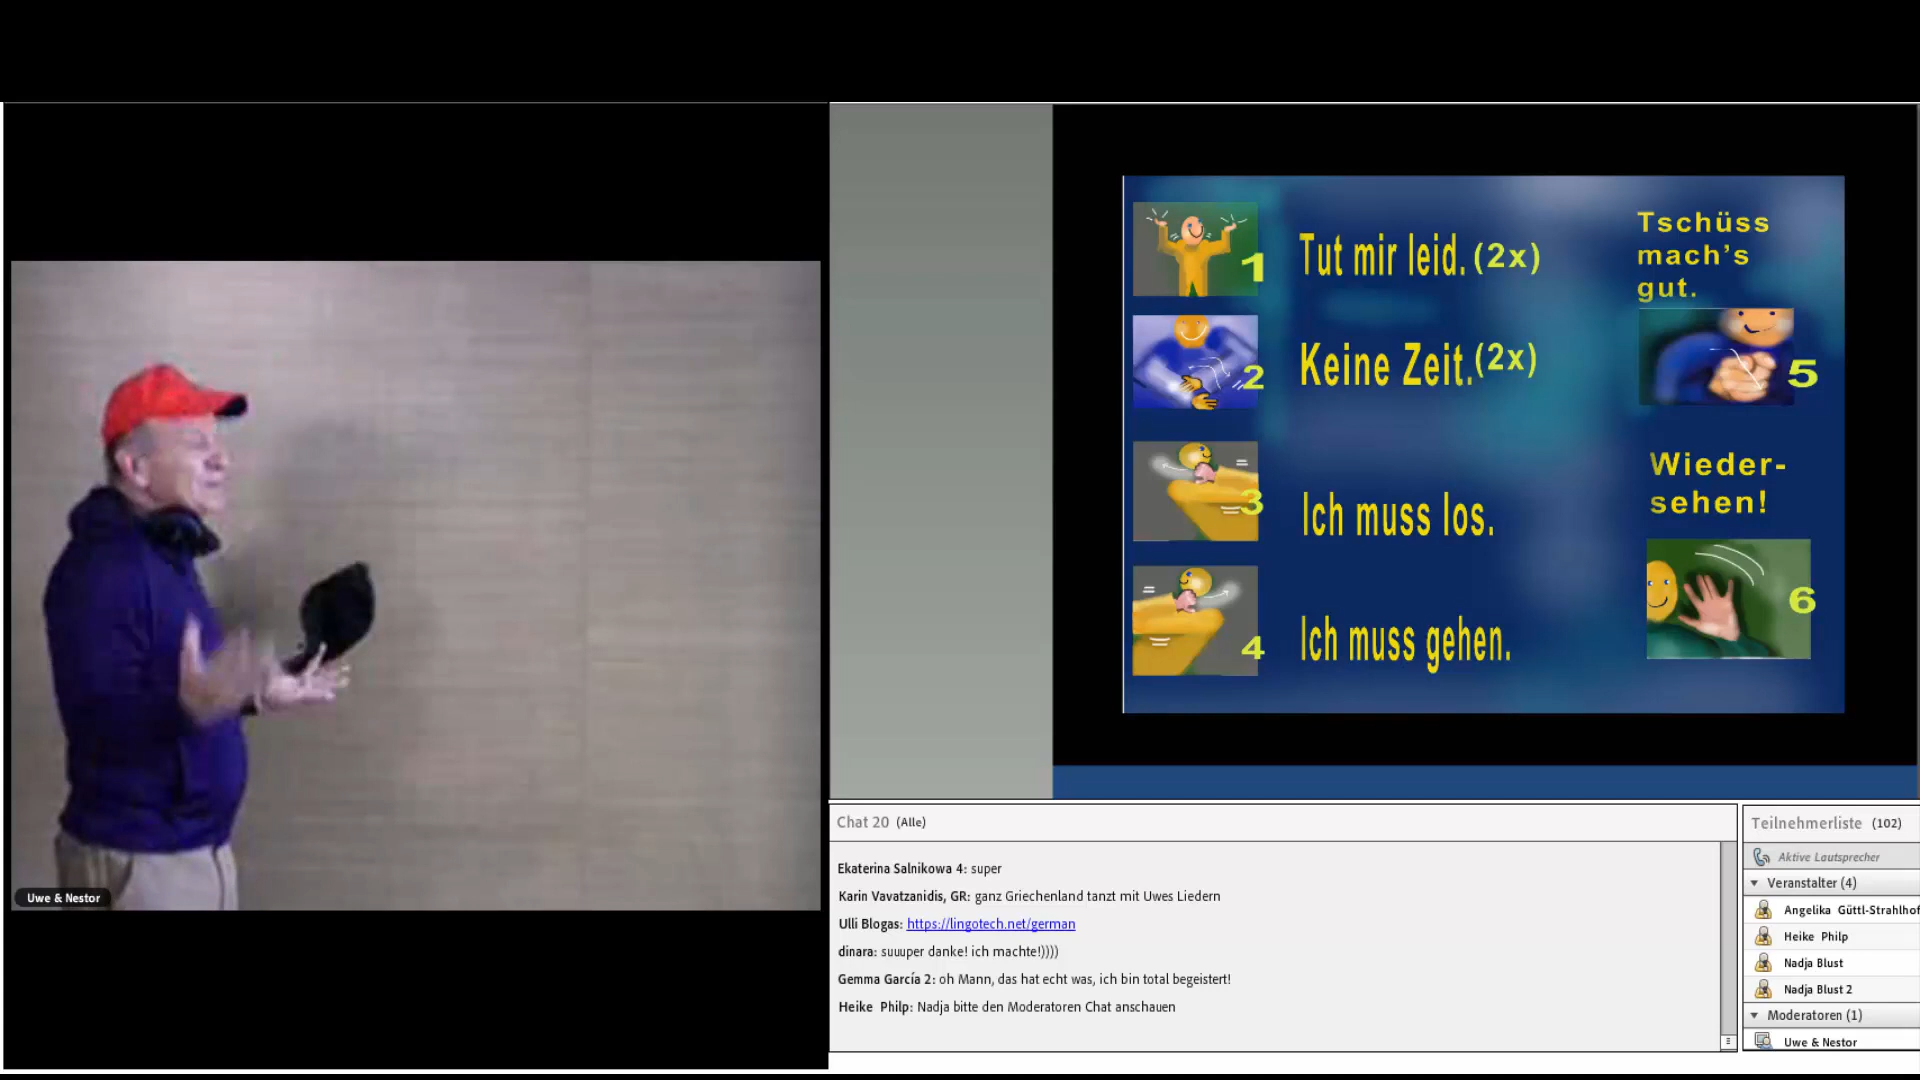 1
Tut mir leid. (2x)
2
Keine Zeit. (2x)
3
Ich muss los.
4
Ich muss gehen.
Tschüss
mach's
gut.
5
Wieder-
sehen!
6
Uwe & Nestor
Chat 20 (Alle)
Ekaterina Salnikowa 4: super
Karin Vavatzanidis, GR: ganz Griechenland tanzt mit Uwes Liedern
Ulli Blogas: https://lingotech.net/german
dinara: suuuper danke! ich machte!))))
Gemma García 2: oh Mann, das hat echt was, ich bin total begeistert!
Heike Philp: Nadja bitte den Moderatoren Chat anschauen
Teilnehmerliste (102)
Aktive Lautsprecher
Veranstalter (4)
Angelika Güttl-Strahlhof
Heike Philp
Nadja Blust
Nadja Blust 2
Moderatoren (1)
Uwe & Nestor